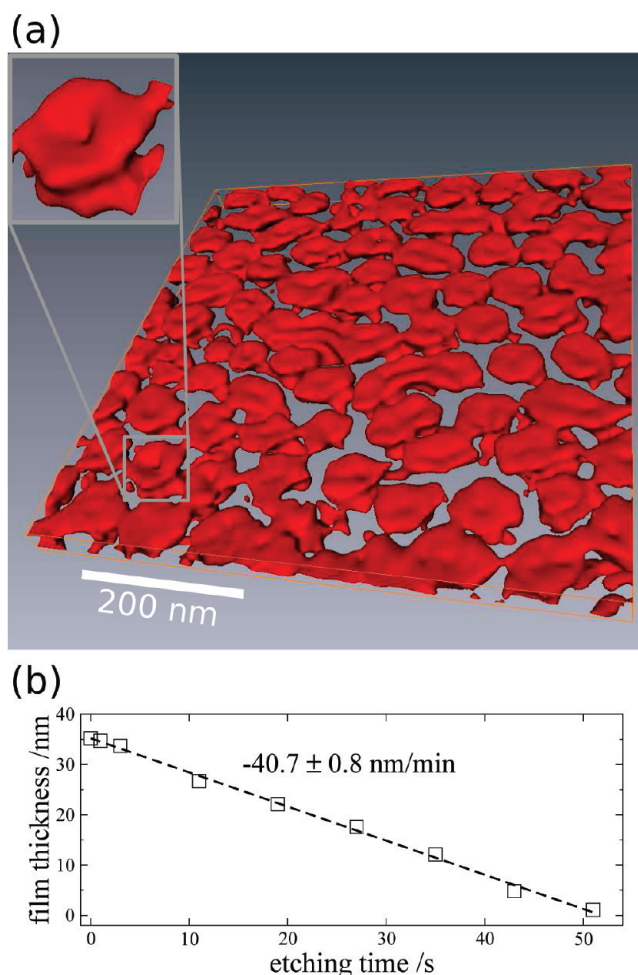 (a)
200 nm
(b)
40
30
20
10
0
film thickness /nm
-40.7 ± 0.8 nm/min
0 10 20 30 40 50
etching time /s